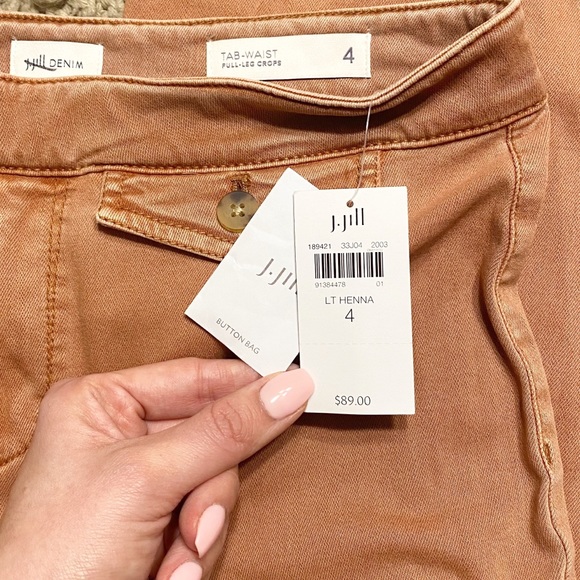 J.Jill DENIM
TAB-WAIST
FULL-LEG CROPS
4
J.Jill
BUTTON BAG
J.Jill
189421 33J04 2003
91384478 01
LT HENNA
4
$89.00